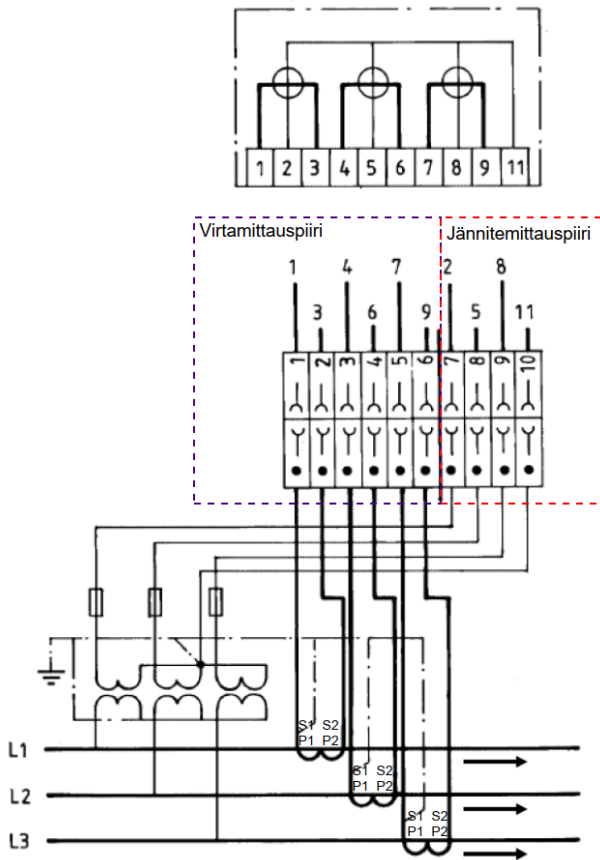 1 2 3 4 5 6 7 8 9 11
Virtamittauspiiri
Jännitemittauspiiri
1 4 7 2 8
3 6 9 5 11
1 2 3 4 5 6 7 8 9 10
S1 S2
L1 P1 P2
S1 S2
L2 P1 P2
S1 S2
L3 P1 P2